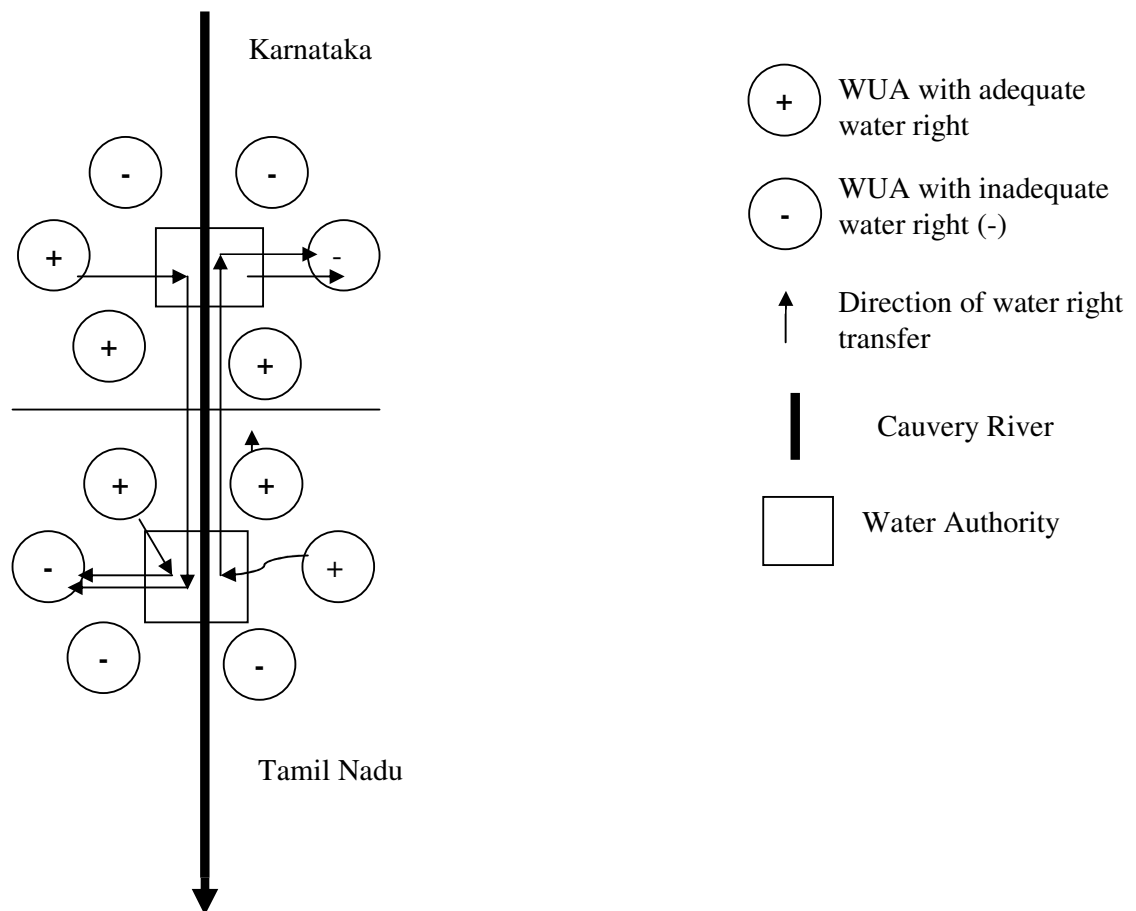 Karnataka
-
-
+
-
+
+
+
+
-
+
-
-
Tamil Nadu
+
WUA with adequate
water right
-
WUA with inadequate
water right (-)
Direction of water right
transfer
Cauvery River
Water Authority